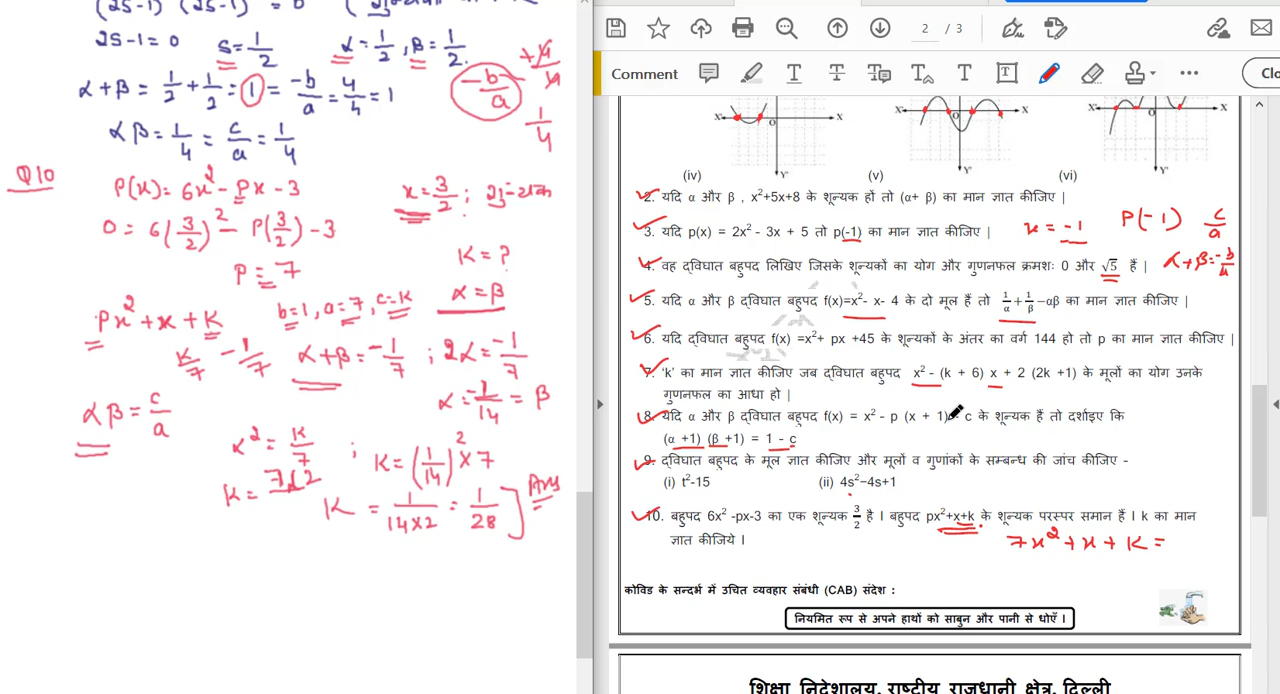 (2S-1) (2S-1) = 0
2S-1=0 S=1/2 α=1/2, β=1/2.
α+β = 1/2 + 1/2 = 1 = -b/a = 4/4 = 1
-b/a +4/4
1/4
αβ = 1/4 = c/a = 1/4
Q10
P(x) = 6x² - Px - 3
x = 3/2 ; शून्यक
0 = 6(3/2)² - P(3/2) - 3
P = 7
K = ?
α = β
Px² + x + K
b=1, a=7, c=K
K/7 -1/7 α+β = -1/7 ; 2α = -1/7
α = -1/14 = β
αβ = c/a
α² = K/7 ; K = (1/14)² × 7
K = 7α²
K = 1/(14×2) = 1/28 ] Ans
2 / 3
Comment
Clo
X' O X
X' O X
X' X
Y' Y' Y'
(iv) (v) (vi)
2. यदि α और β , x²+5x+8 के शून्यक हों तो (α+ β) का मान ज्ञात कीजिए |
3. यदि p(x) = 2x² - 3x + 5 तो p(-1) का मान ज्ञात कीजिए |
x = -1 P(-1) c/a
4. वह द्विघात बहुपद लिखिए जिसके शून्यकों का योग और गुणनफल क्रमशः 0 और √5 हैं |
α+β = -b/a
5. यदि α और β द्विघात बहुपद f(x)=x²- x- 4 के दो मूल हैं तो 1/α + 1/β −αβ का मान ज्ञात कीजिए |
6. यदि द्विघात बहुपद f(x) =x²+ px +45 के शून्यकों के अंतर का वर्ग 144 हो तो p का मान ज्ञात कीजिए |
7. ‘k’ का मान ज्ञात कीजिए जब द्विघात बहुपद x² - (k + 6) x + 2 (2k +1) के मूलों का योग उनके
गुणनफल का आधा हो |
8. यदि α और β द्विघात बहुपद f(x) = x² - p (x + 1) - c के शून्यक हैं तो दर्शाइए कि
(α +1) (β +1) = 1 - c
9. द्विघात बहुपद के मूल ज्ञात कीजिए और मूलों व गुणांकों के सम्बन्ध की जांच कीजिए -
(i) t²-15 (ii) 4s²−4s+1
10. बहुपद 6x² -px-3 का एक शून्यक 3/2 है । बहुपद px²+x+k के शून्यक परस्पर समान हैं । k का मान
ज्ञात कीजिये ।
7x² + x + K =
कोविड के सन्दर्भ में उचित व्यवहार संबंधी (CAB) संदेश :
नियमित रूप से अपने हाथों को साबुन और पानी से धोएँ ।
शिक्षा निदेशालय, राष्ट्रीय राजधानी क्षेत्र, दिल्ली